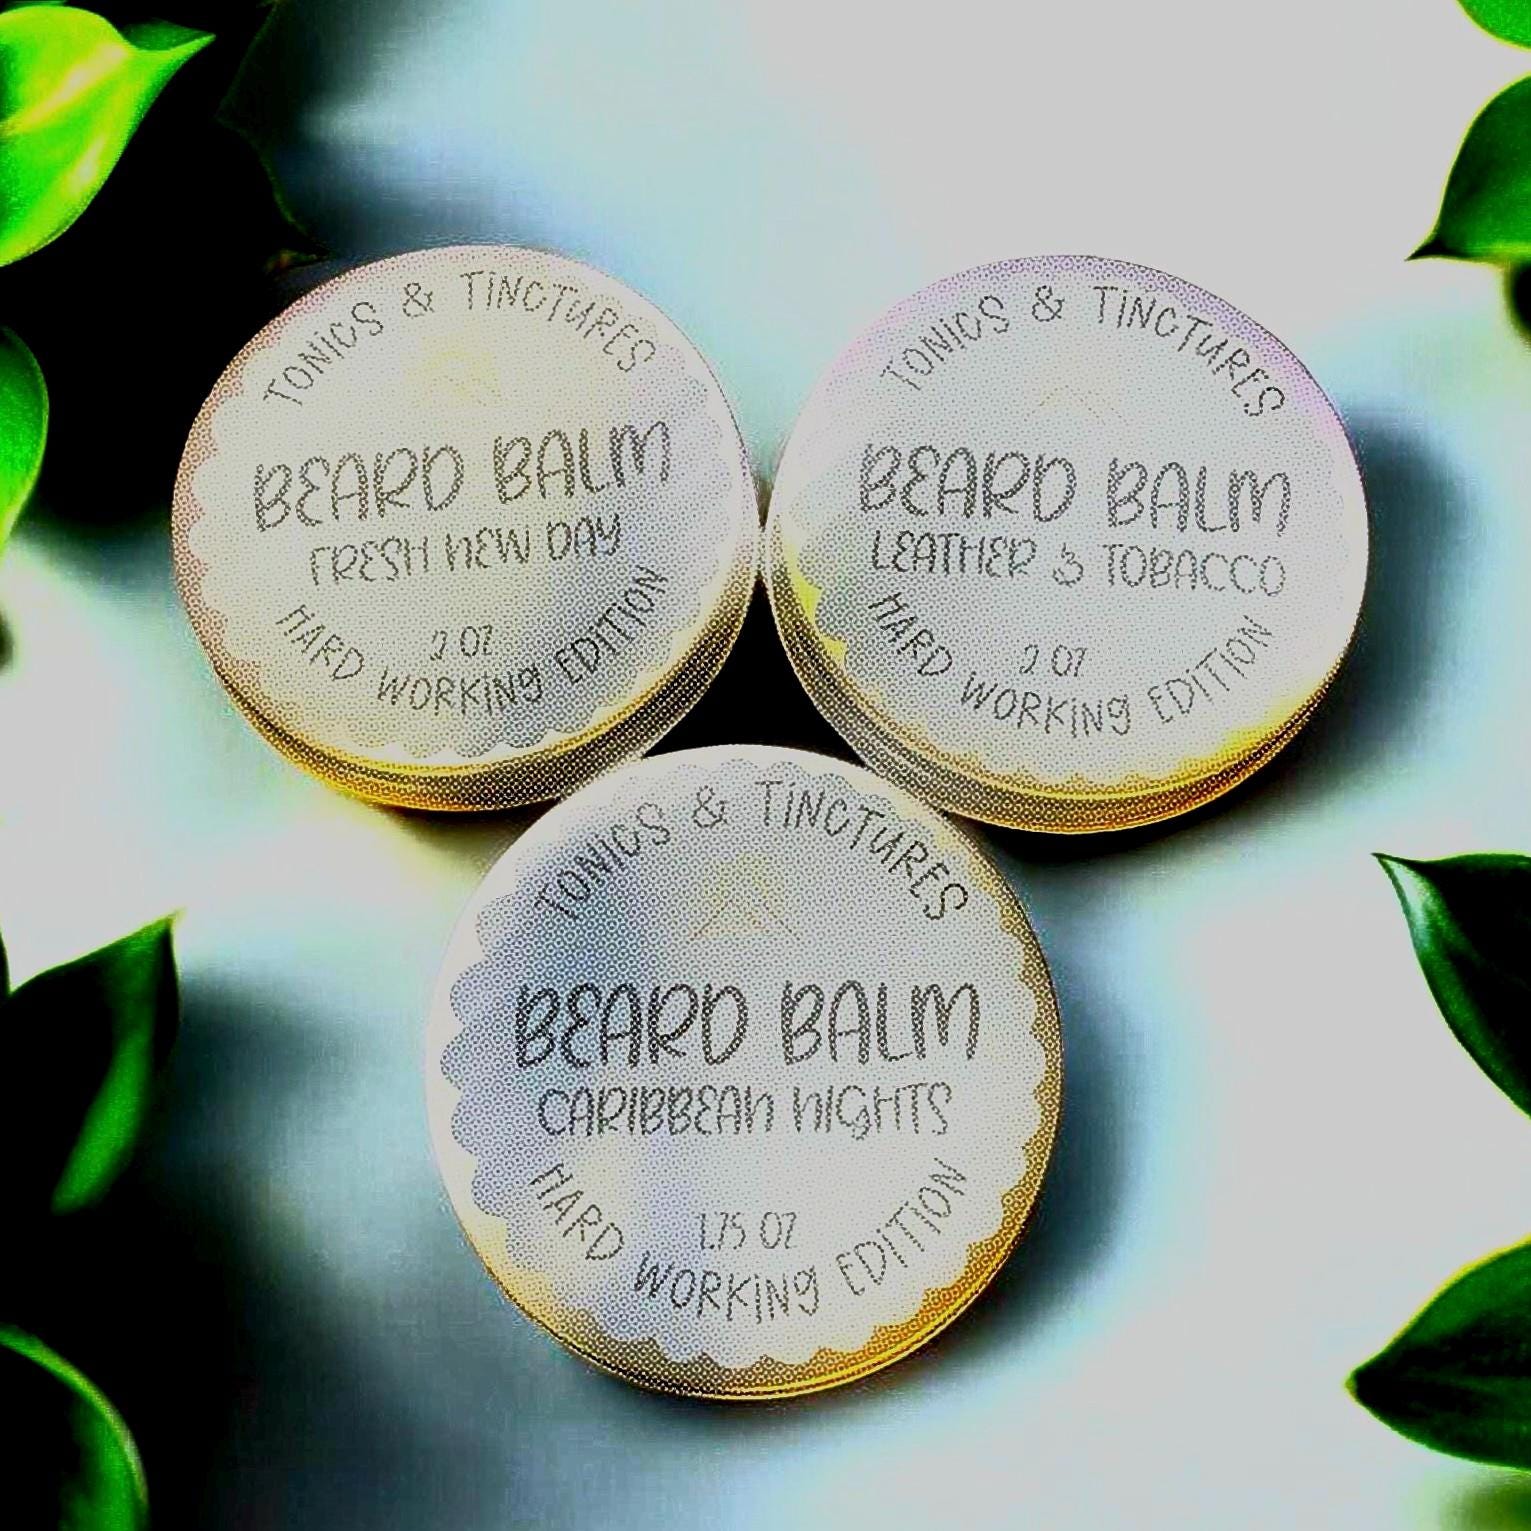 TONICS & TINCTURES
BEARD BALM
FRESH NEW DAY
2 OZ
HARD WORKING EDITION
TONICS & TINCTURES
BEARD BALM
LEATHER & TOBACCO
2 OZ
HARD WORKING EDITION
TONICS & TINCTURES
BEARD BALM
CARIBBEAN NIGHTS
1.75 OZ
HARD WORKING EDITION